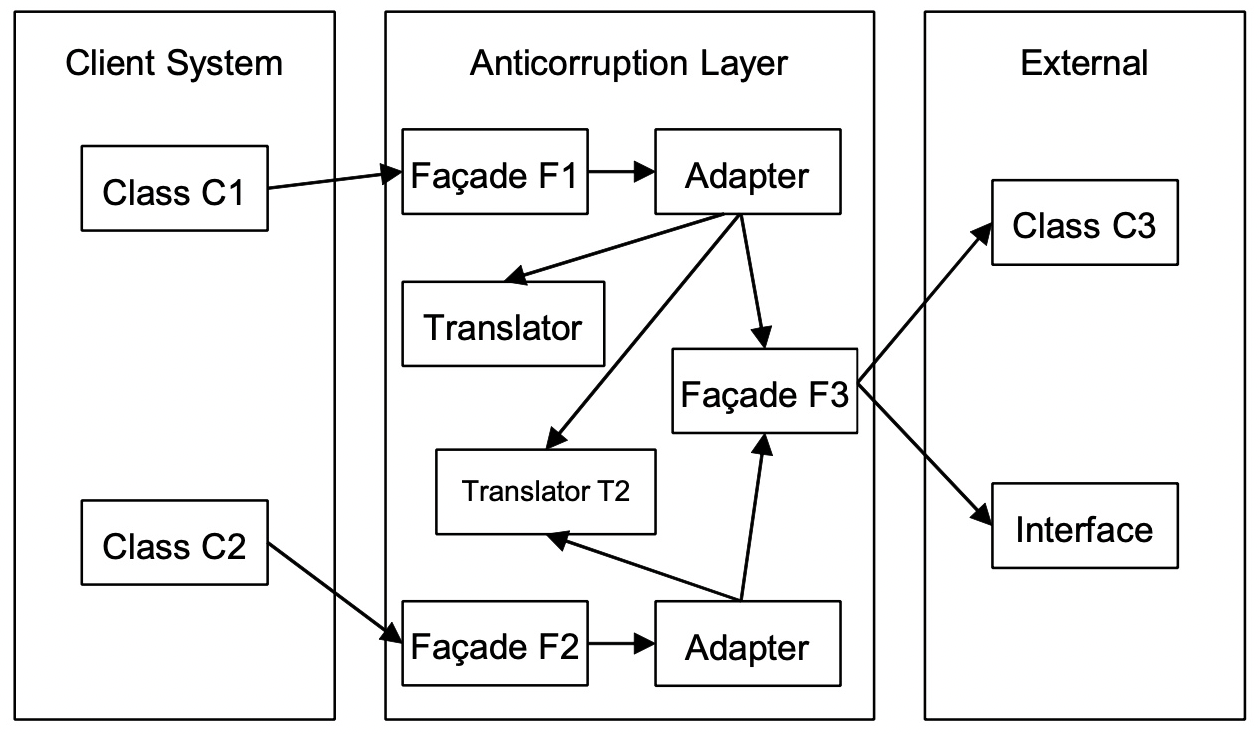 Client System
Anticorruption Layer
External
Class C1
Façade F1
Adapter
Class C3
Translator
Façade F3
Translator T2
Interface
Class C2
Façade F2
Adapter